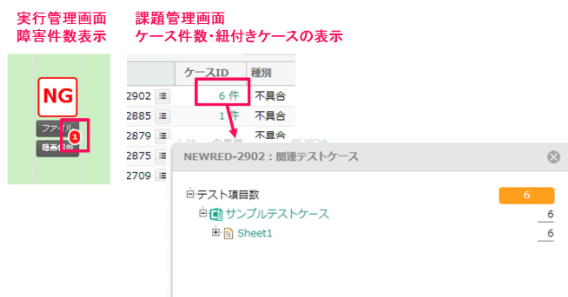 実行管理画面
障害件数表示
課題管理画面
ケース件数・紐付きケースの表示
NG
ファイル
1
ケースID 種別
2902 6 件 不具合
2885 1 件 不具合
2879 不具合
2875
2709
NEWRED-2902：関連テストケース
テスト項目数 6
サンプルテストケース 6
Sheet1 6